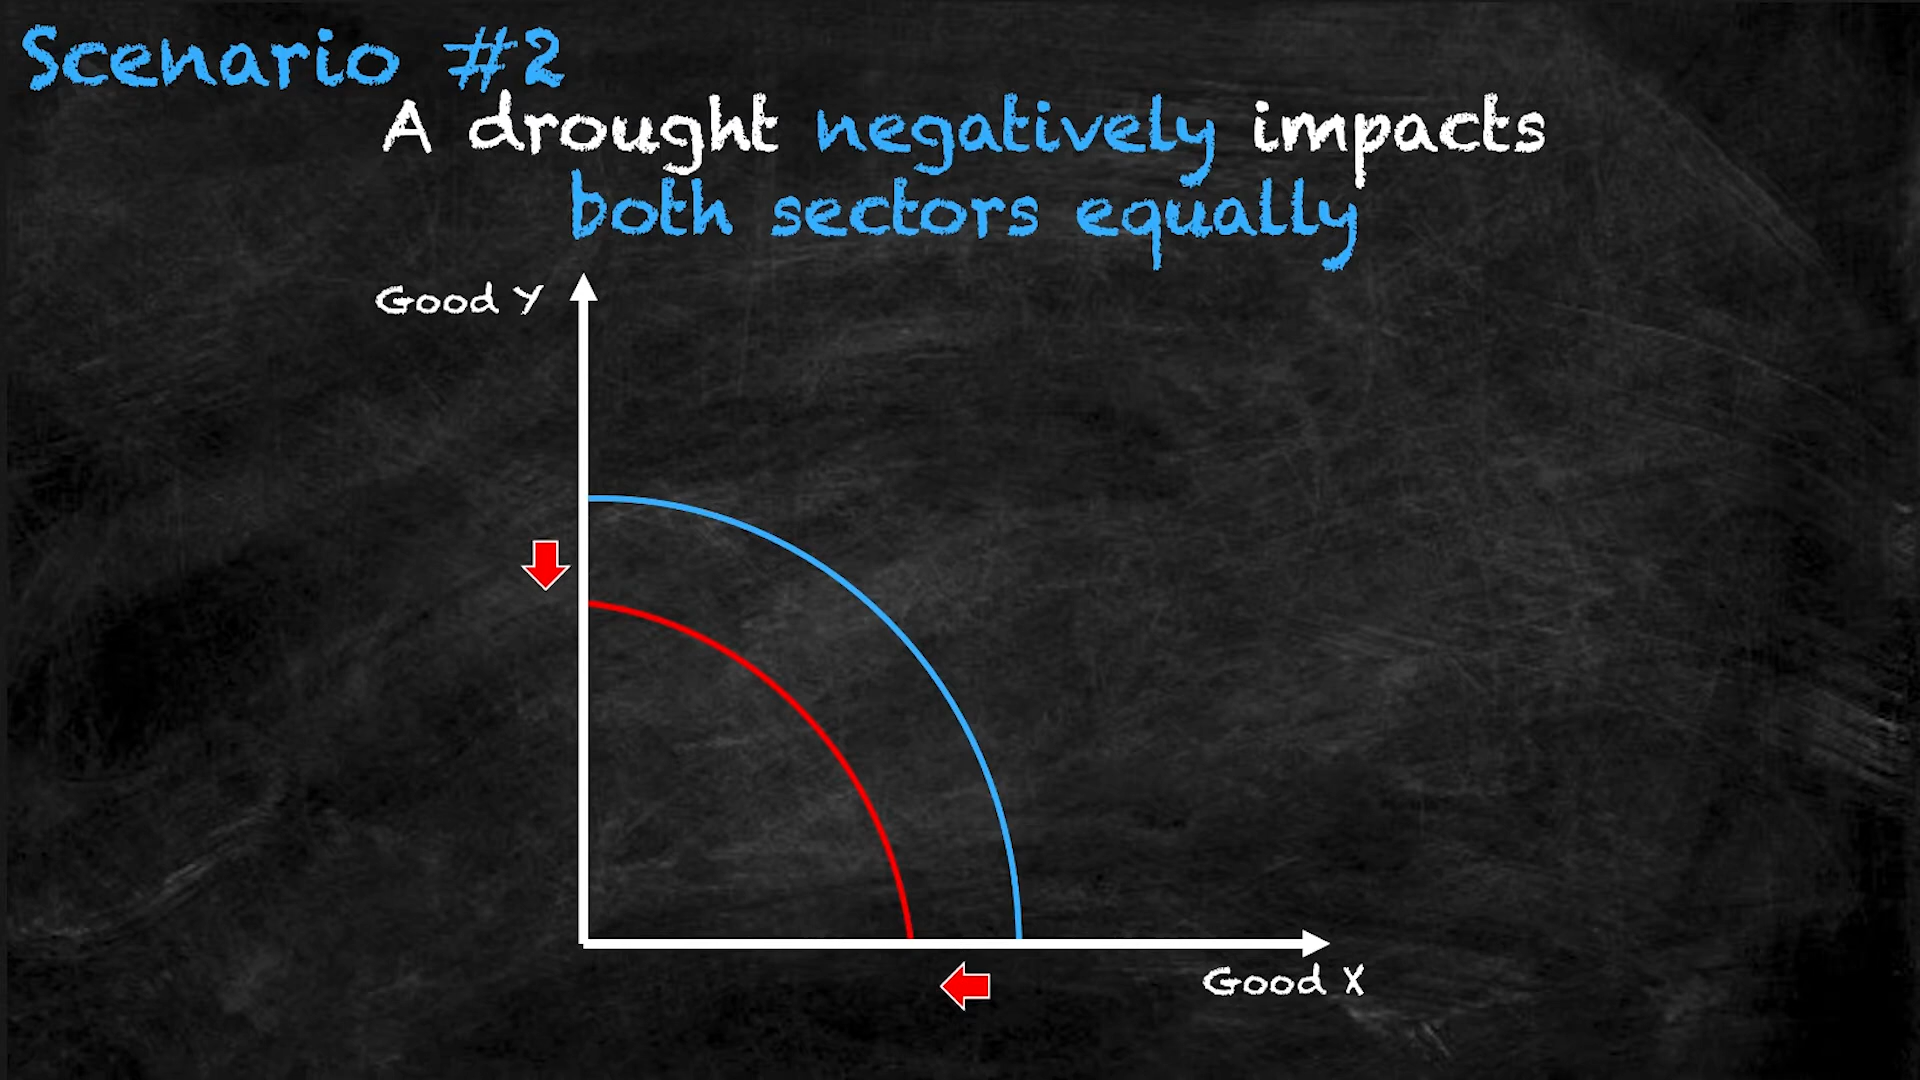 Scenario #2
A drought negatively impacts
both sectors equally
Good Y
Good X